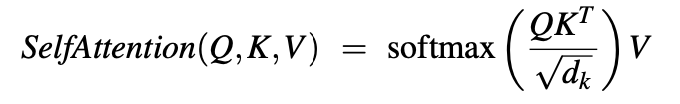 SelfAttention(Q, K, V) = softmax(QK^T / √d_k)V